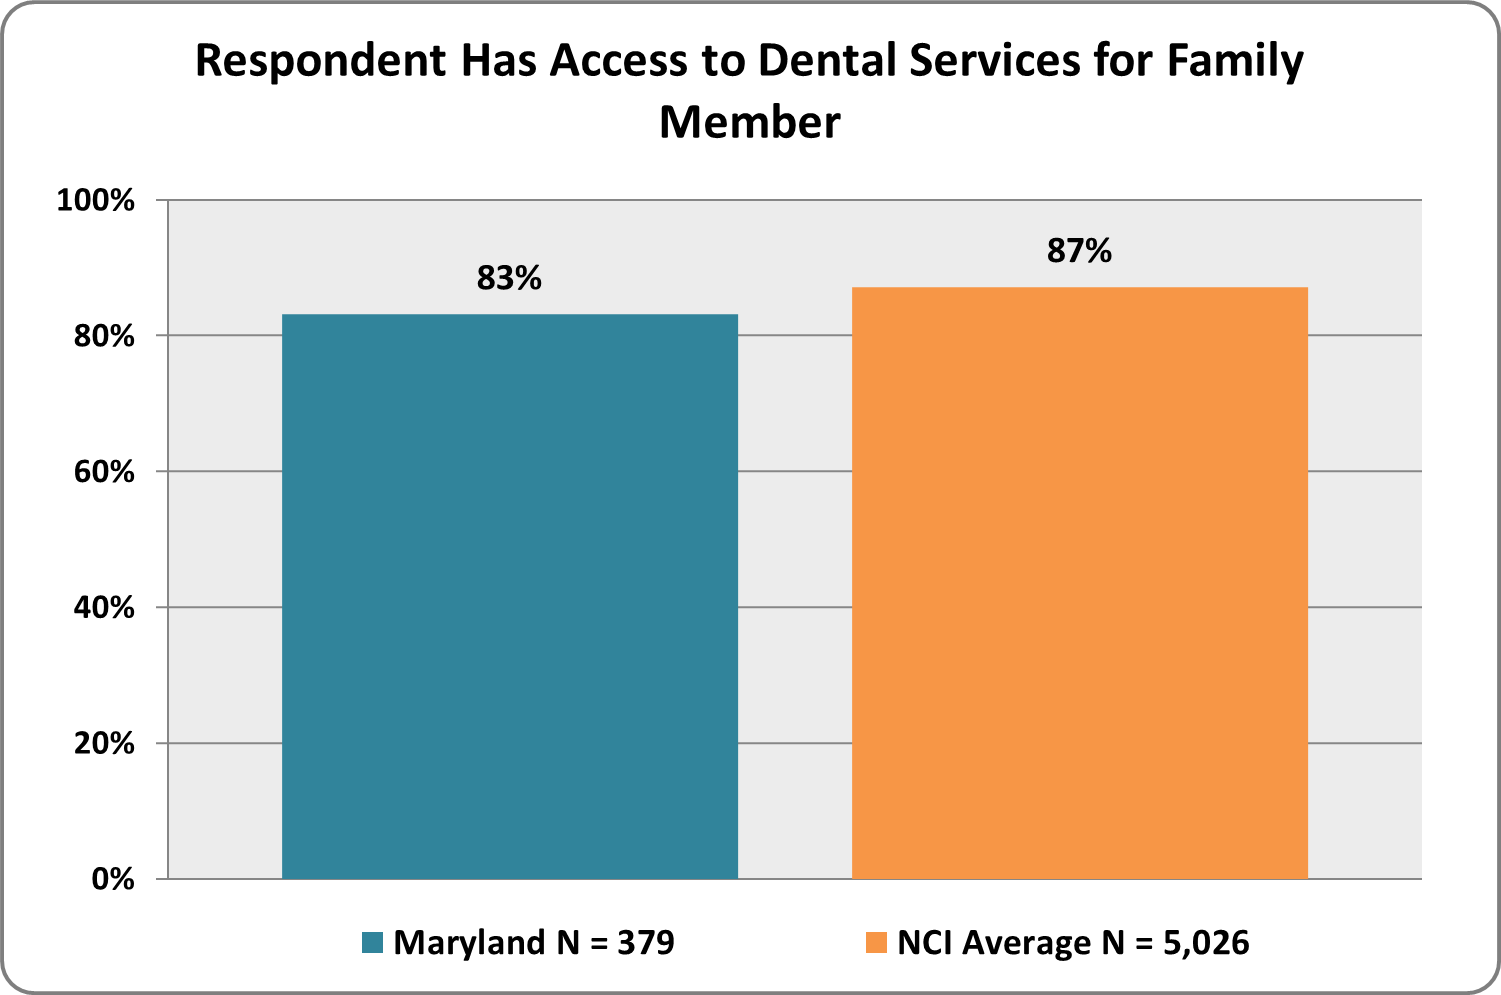 Respondent Has Access to Dental Services for Family
Member
100%
80%
60%
40%
20%
0%
83%
87%
Maryland N = 379
NCI Average N = 5,026